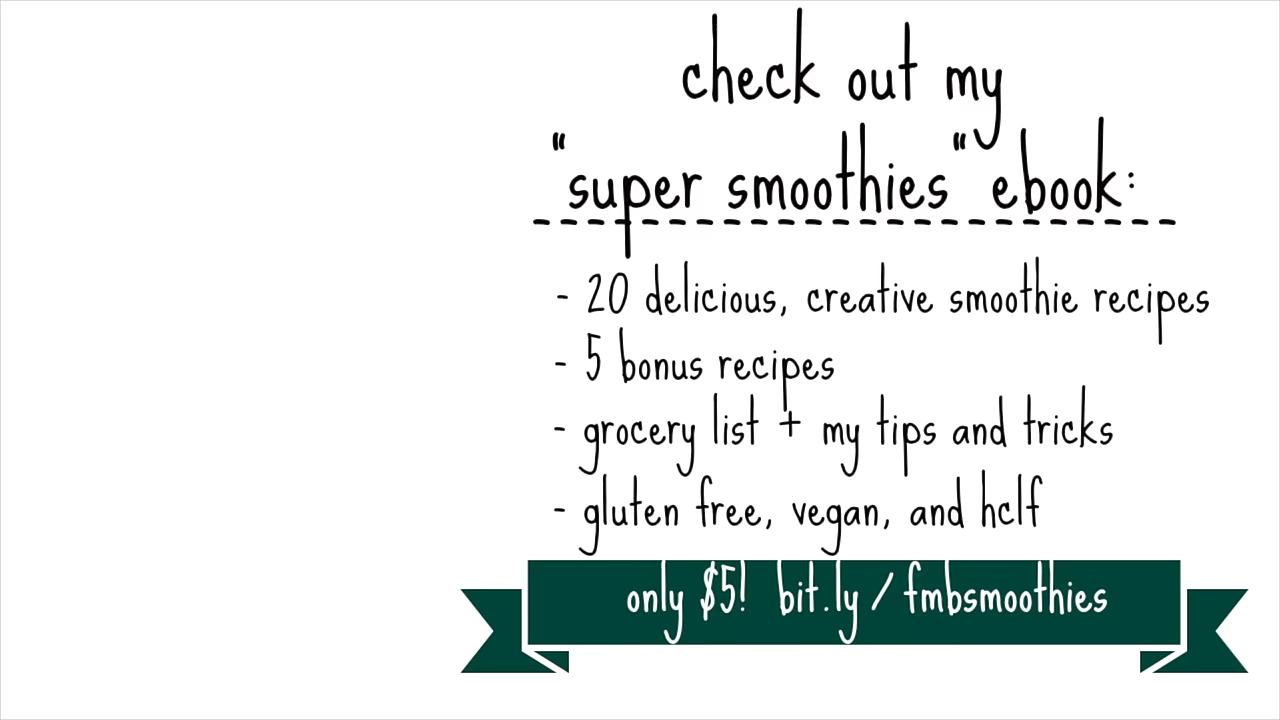 check out my
"super smoothies" ebook:
- 20 delicious, creative smoothie recipes
- 5 bonus recipes
- grocery list + my tips and tricks
- gluten free, vegan, and hclf
only $5! bit.ly/fmbsmoothies